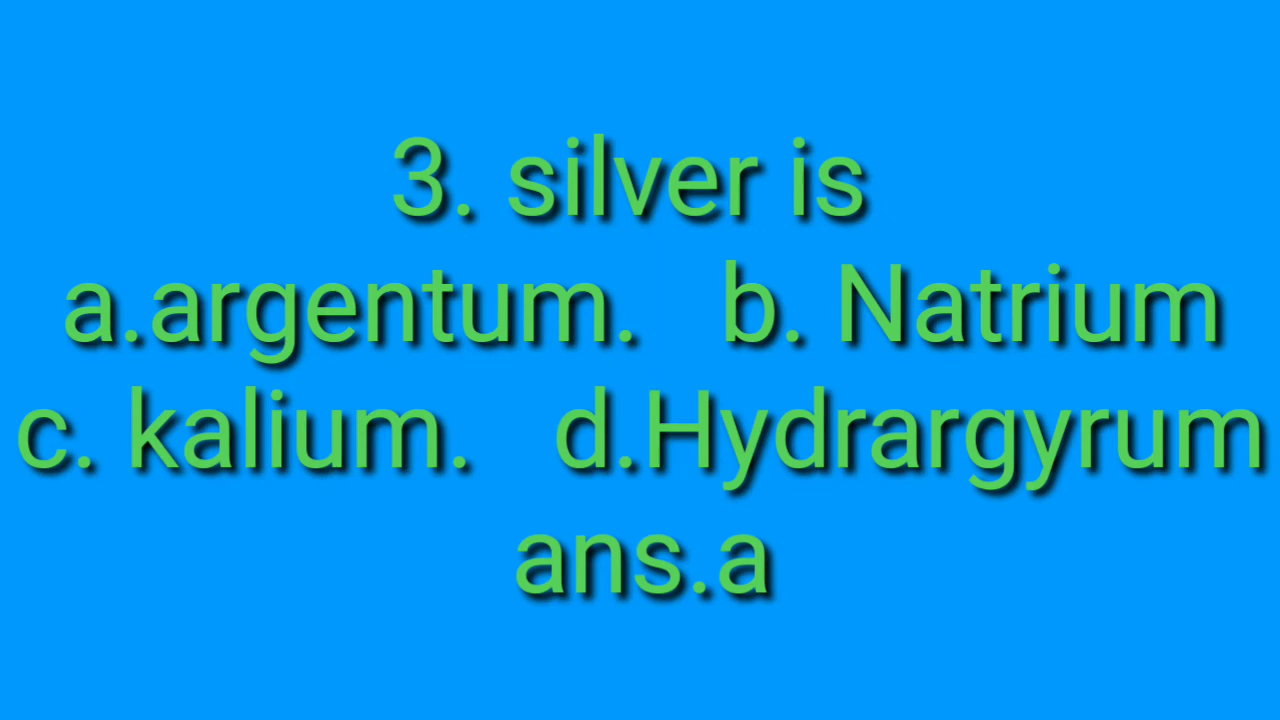 3. silver is
a.argentum.   b. Natrium
c. kalium.   d.Hydrargyrum
ans.a